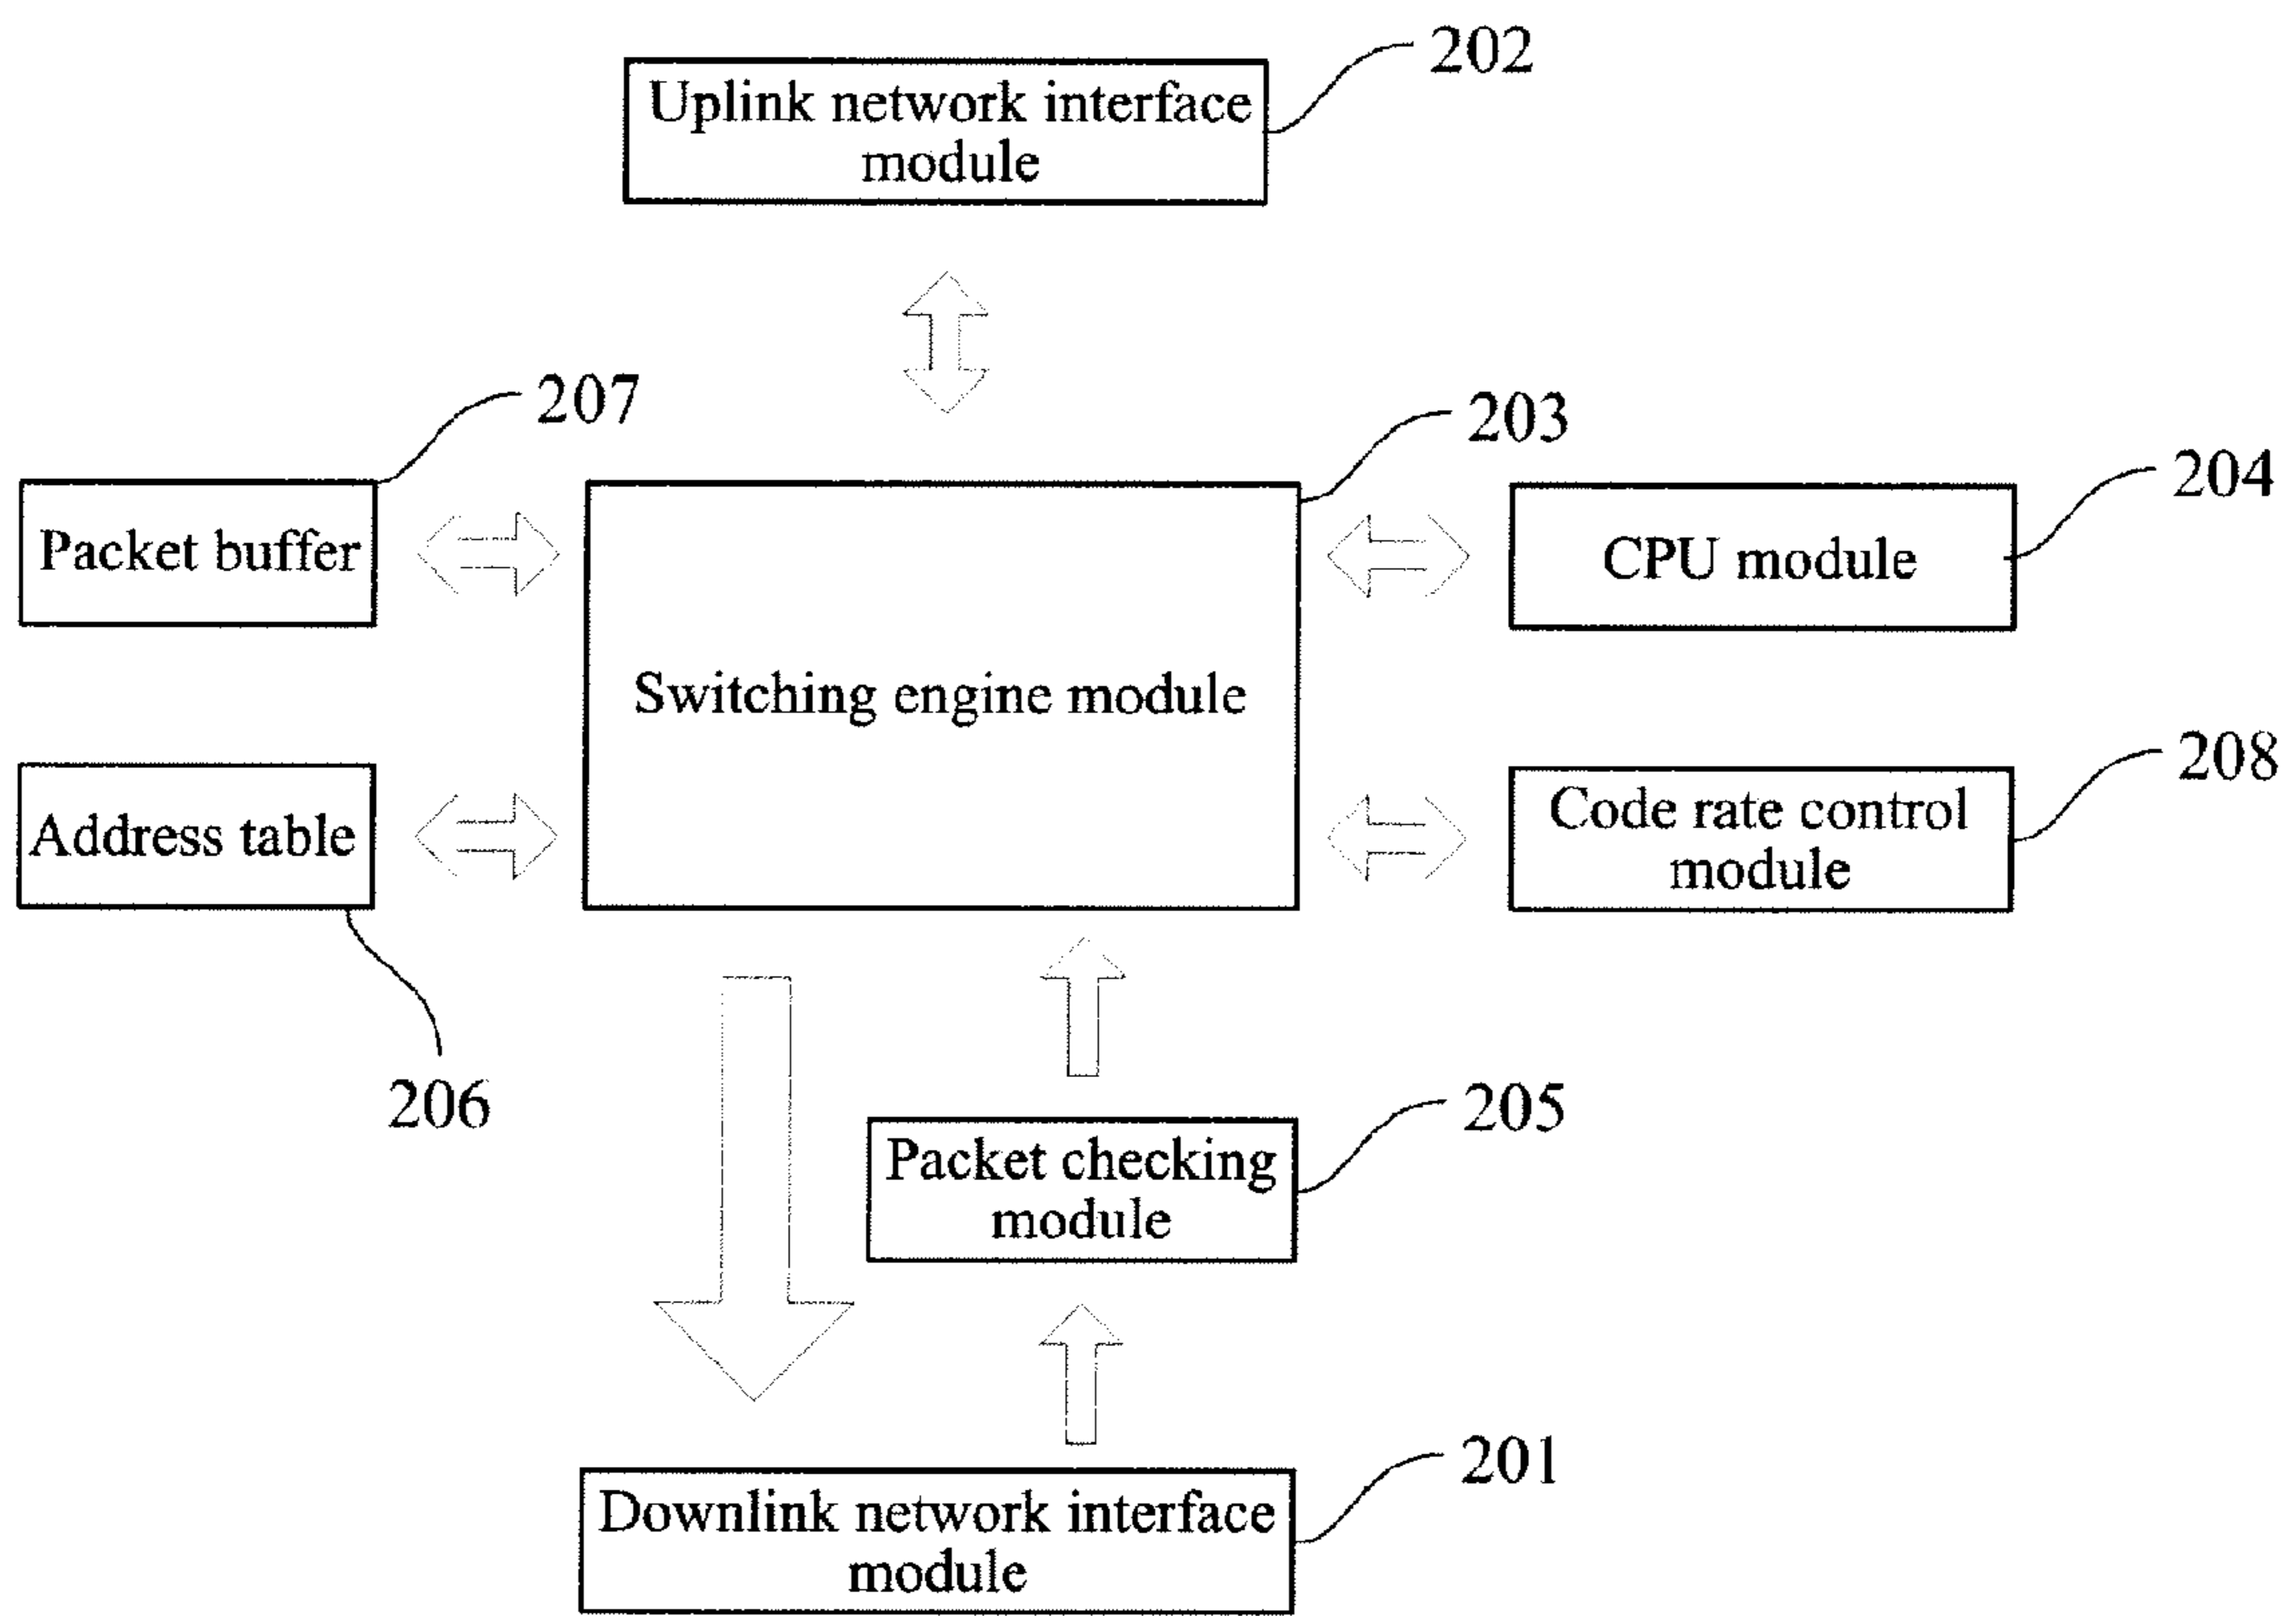 202
Uplink network interface
module
207
203
204
Packet buffer
CPU module
Switching engine module
208
Address table
Code rate control
module
206
205
Packet checking
module
201
Downlink network interface
module